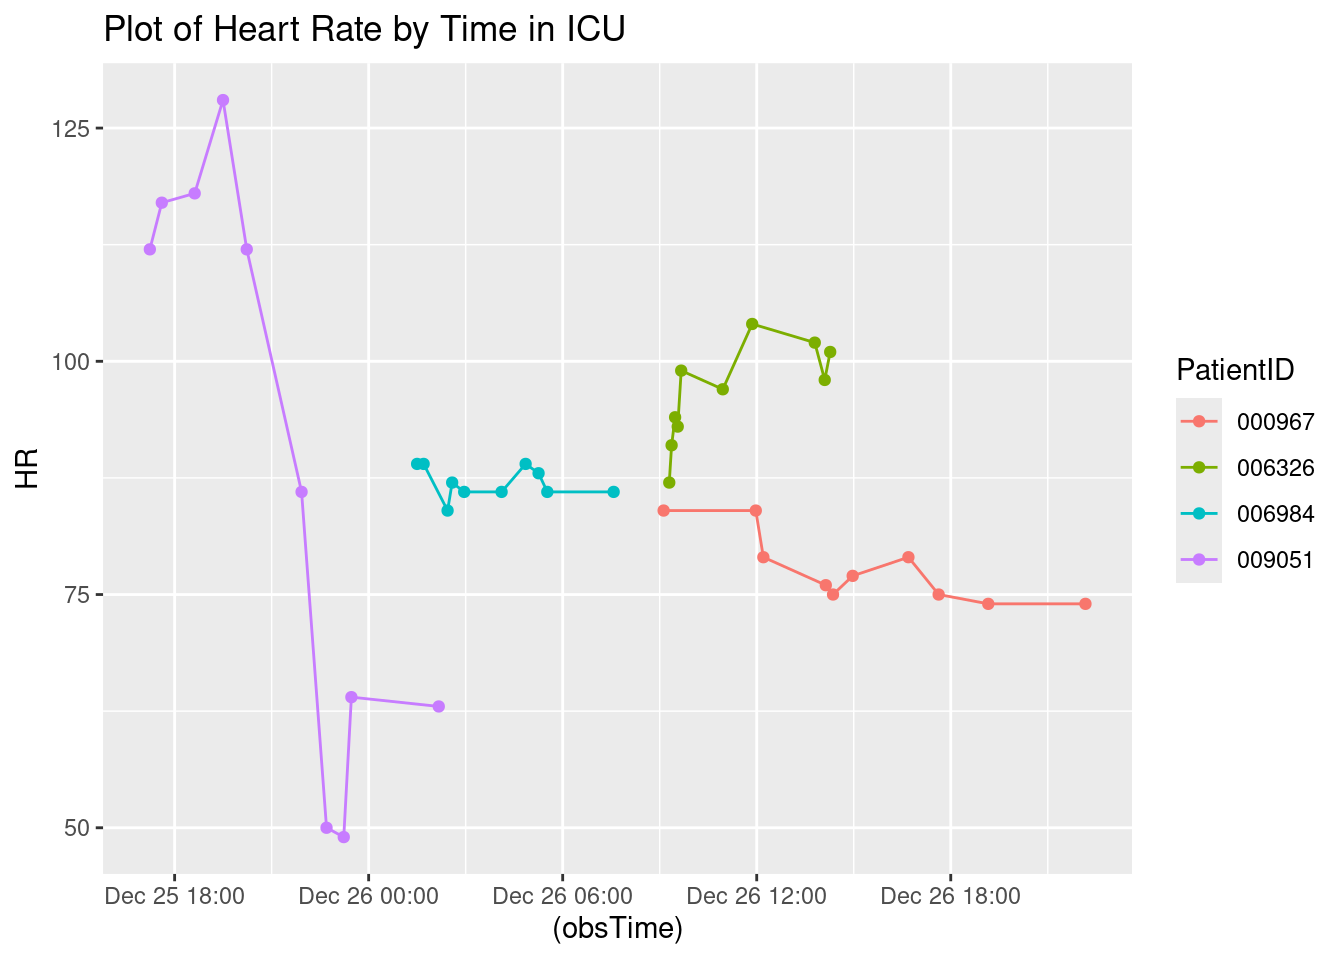 Plot of Heart Rate by Time in ICU
125
100
75
50
HR
Dec 25 18:00
Dec 26 00:00
Dec 26 06:00
Dec 26 12:00
Dec 26 18:00
(obsTime)
PatientID
000967
006326
006984
009051